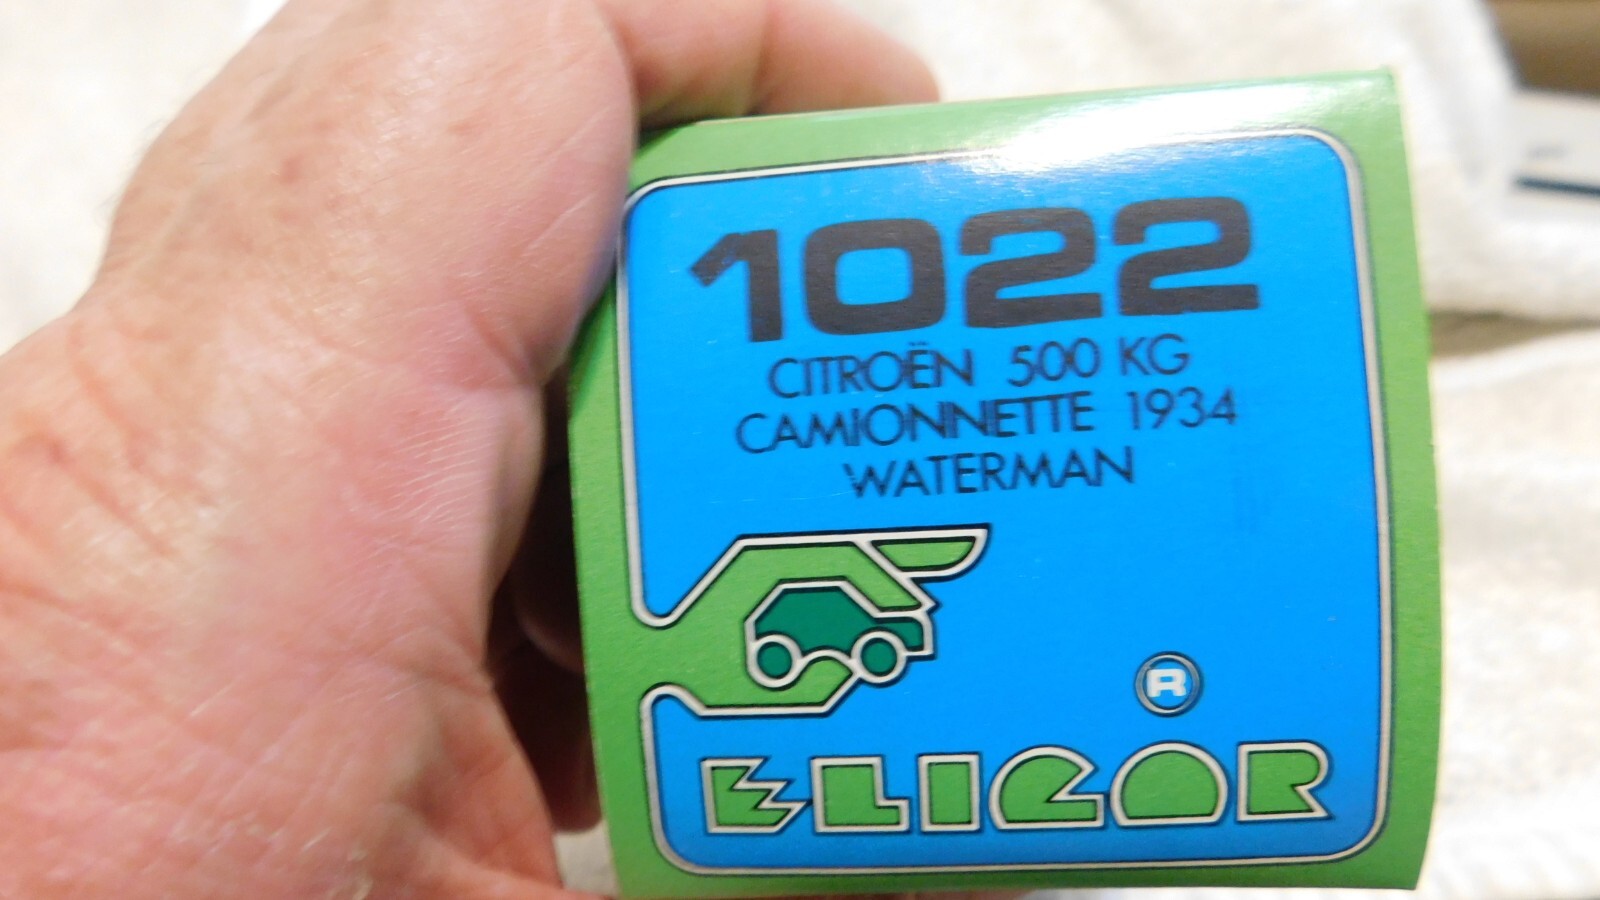 1022
CITROËN 500 KG
CAMIONNETTE 1934
WATERMAN
R
ELIGOR